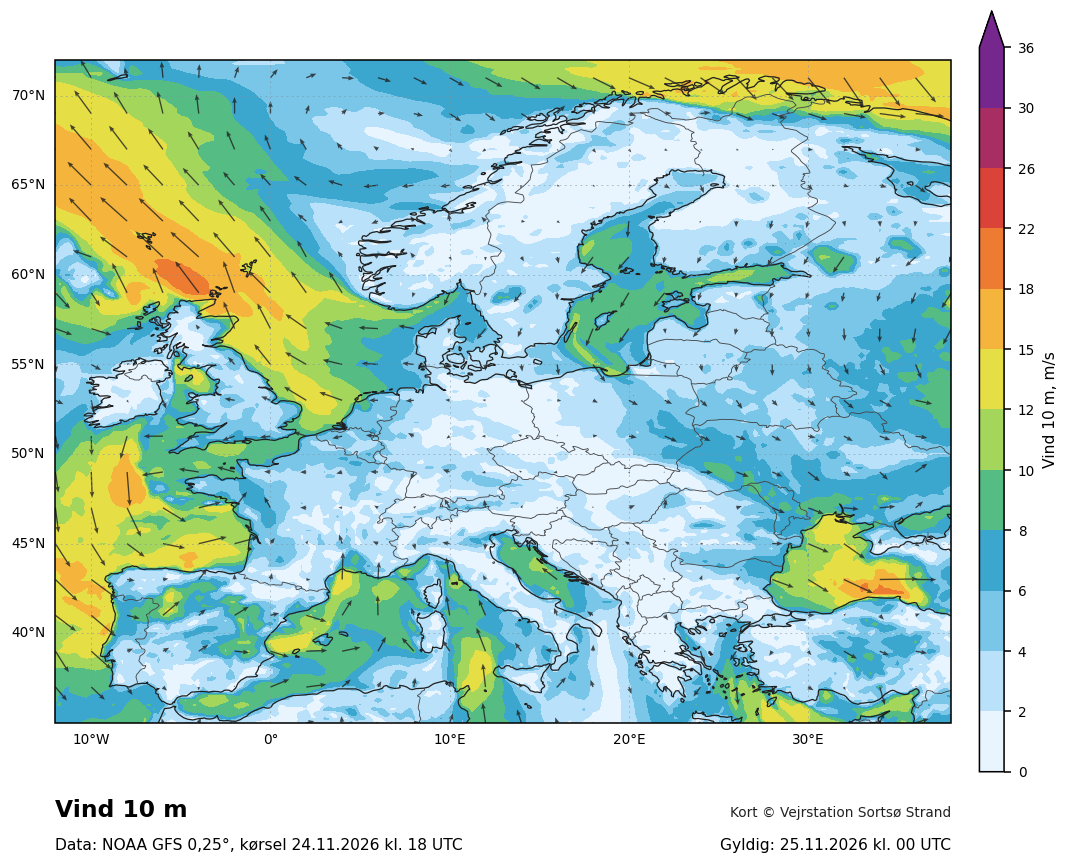 36
30
26
22
18
15
12
10
8
6
4
2
0
Vind 10 m, m/s
70°N
65°N
60°N
55°N
50°N
45°N
40°N
10°W 0° 10°E 20°E 30°E
Vind 10 m
Kort © Vejrstation Sortsø Strand
Data: NOAA GFS 0,25°, kørsel 24.11.2026 kl. 18 UTC
Gyldig: 25.11.2026 kl. 00 UTC